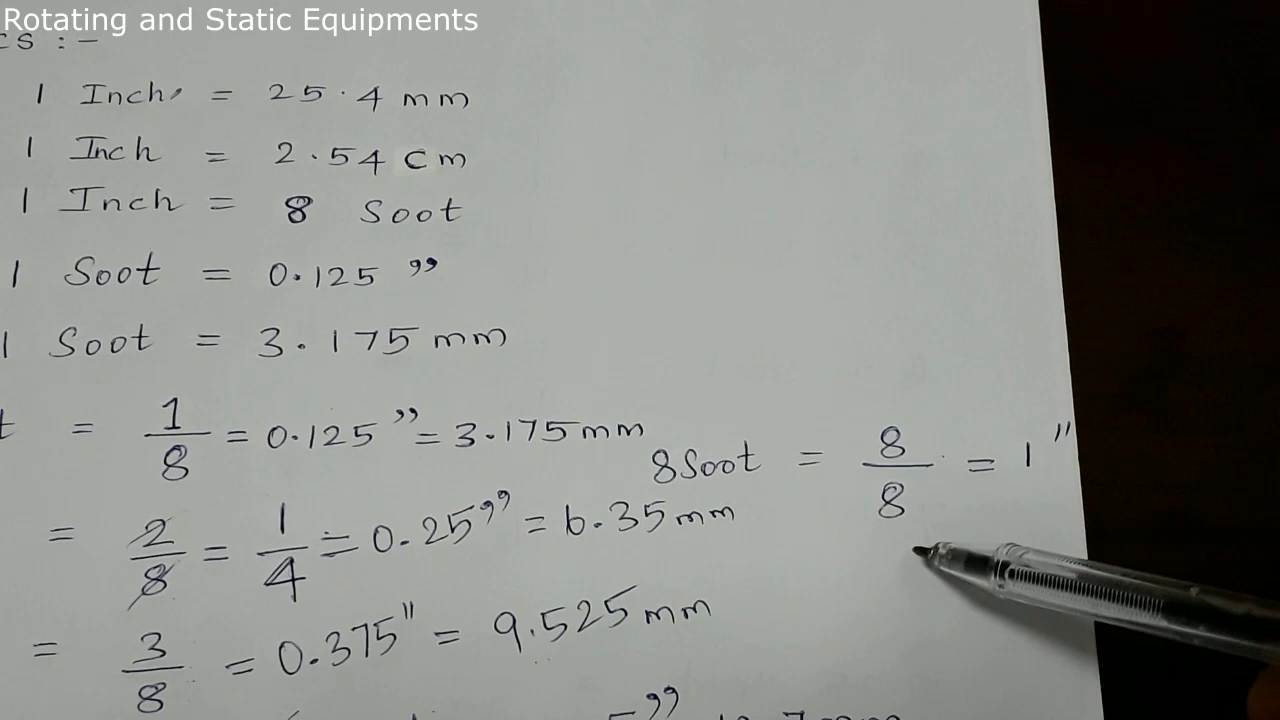 Rotating and Static Equipments
cs :-
1 Inch = 25.4 mm
1 Inch = 2.54 cm
1 Inch = 8 Soot
1 Soot = 0.125 ”
1 Soot = 3.175 mm
t = 1/8 = 0.125 ” = 3.175 mm
8 Soot = 8/8 = 1 "
= 2/8 = 1/4 = 0.25 ” = 6.35 mm
= 3/8 = 0.375 " = 9.525 mm